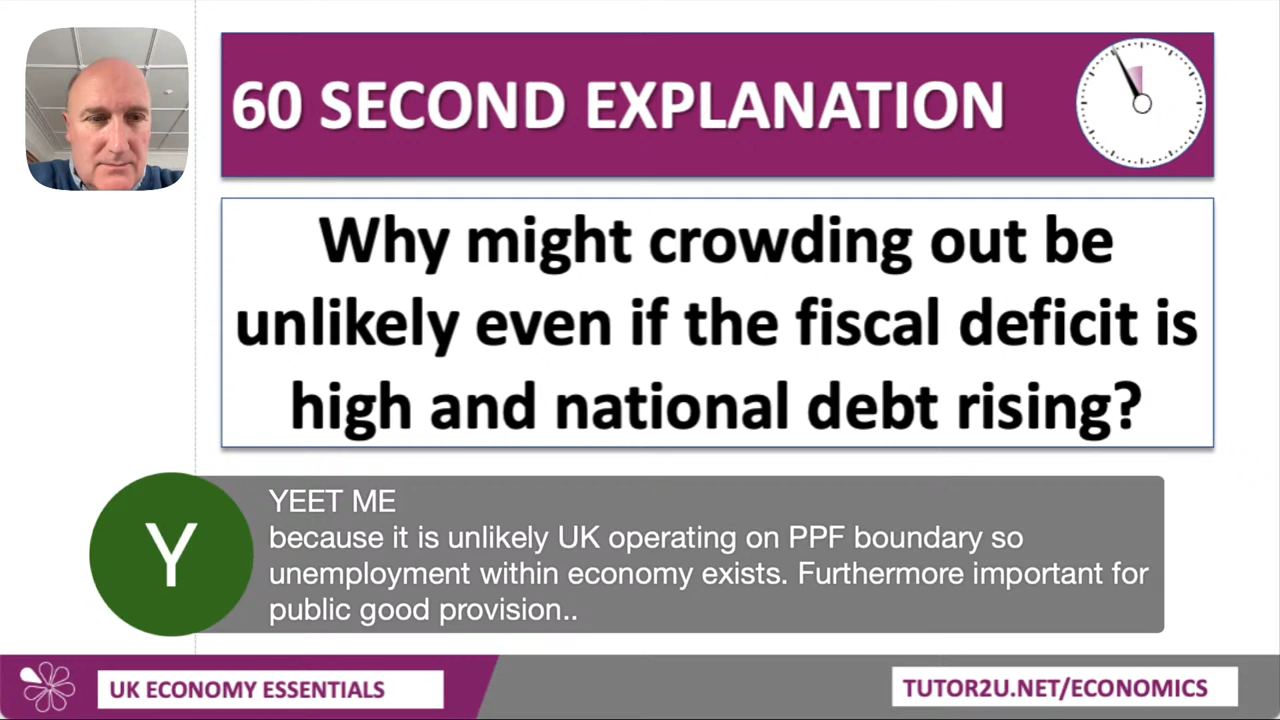 60 SECOND EXPLANATION
Why might crowding out be
unlikely even if the fiscal deficit is
high and national debt rising?
Y
YEET ME
because it is unlikely UK operating on PPF boundary so
unemployment within economy exists. Furthermore important for
public good provision..
UK ECONOMY ESSENTIALS
TUTOR2U.NET/ECONOMICS